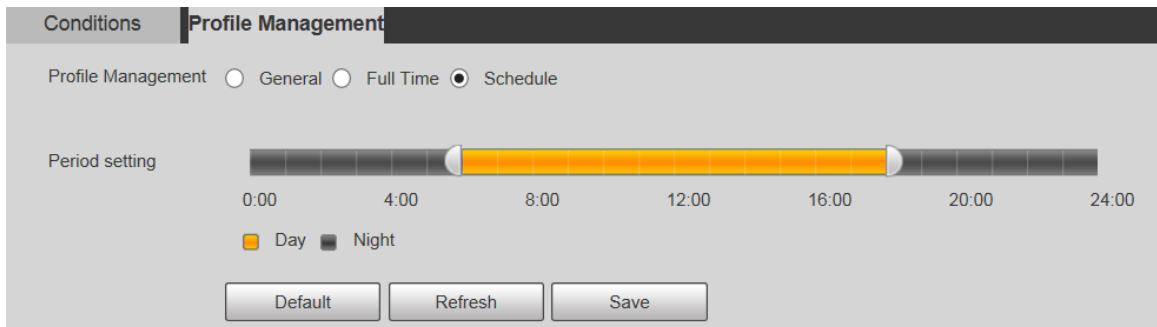 Conditions Profile Management
Profile Management General Full Time Schedule
Period setting
0:00 4:00 8:00 12:00 16:00 20:00 24:00
Day Night
Default Refresh Save